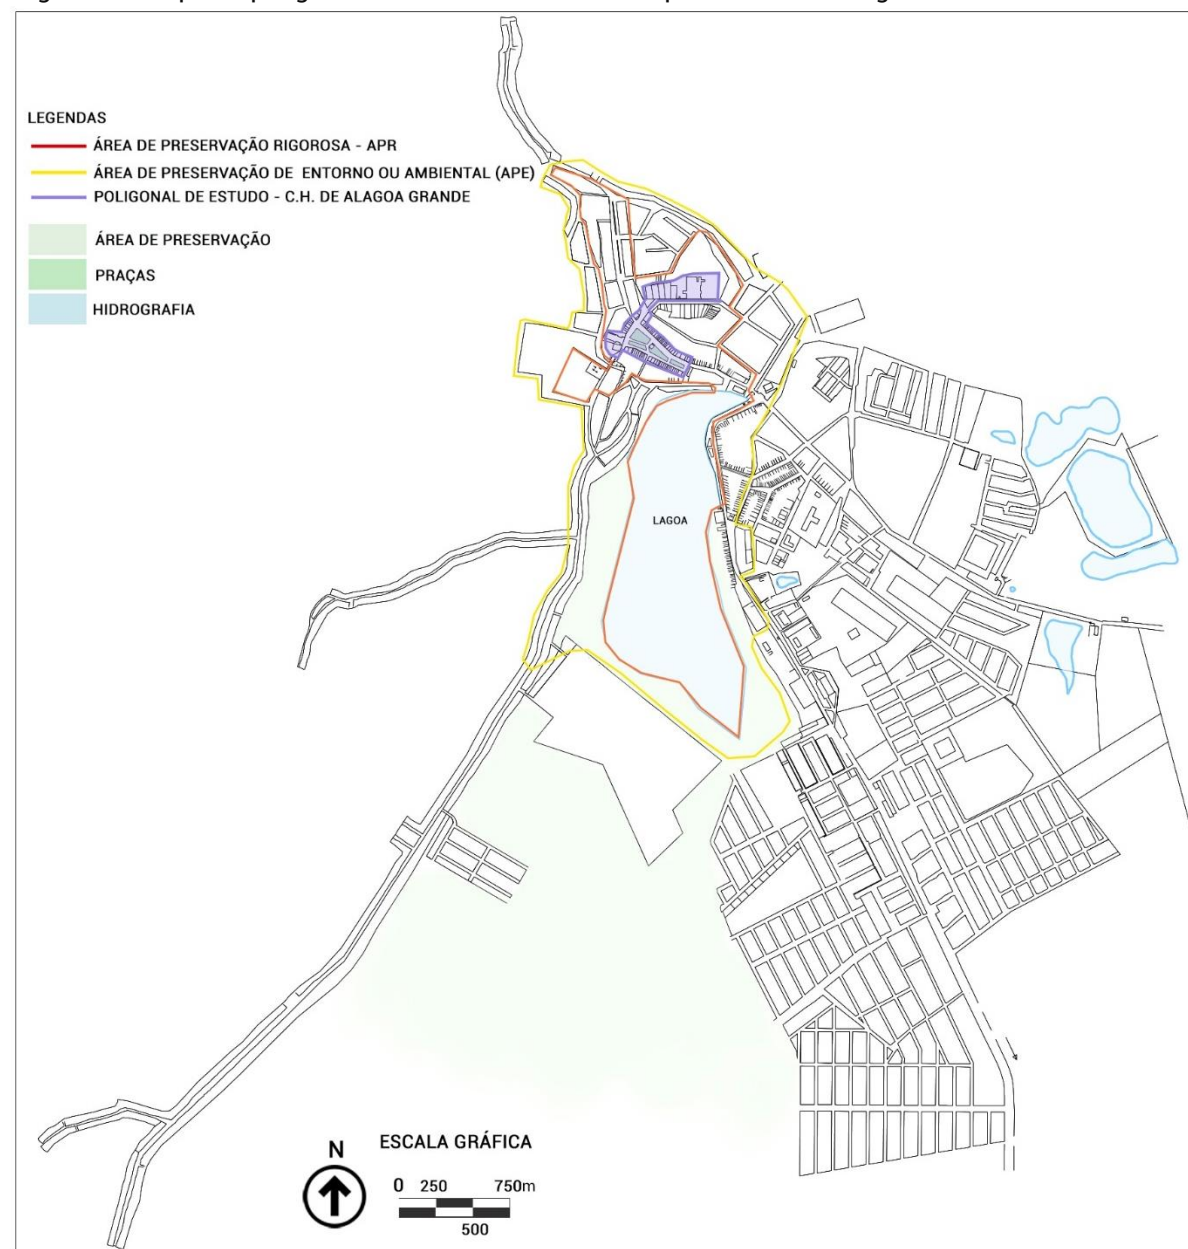 LEGENDAS
ÁREA DE PRESERVAÇÃO RIGOROSA - APR
ÁREA DE PRESERVAÇÃO DE ENTORNO OU AMBIENTAL (APE)
POLIGONAL DE ESTUDO - C.H. DE ALAGOA GRANDE
ÁREA DE PRESERVAÇÃO
PRAÇAS
HIDROGRAFIA
LAGOA
N
ESCALA GRÁFICA
0 250 750m
500